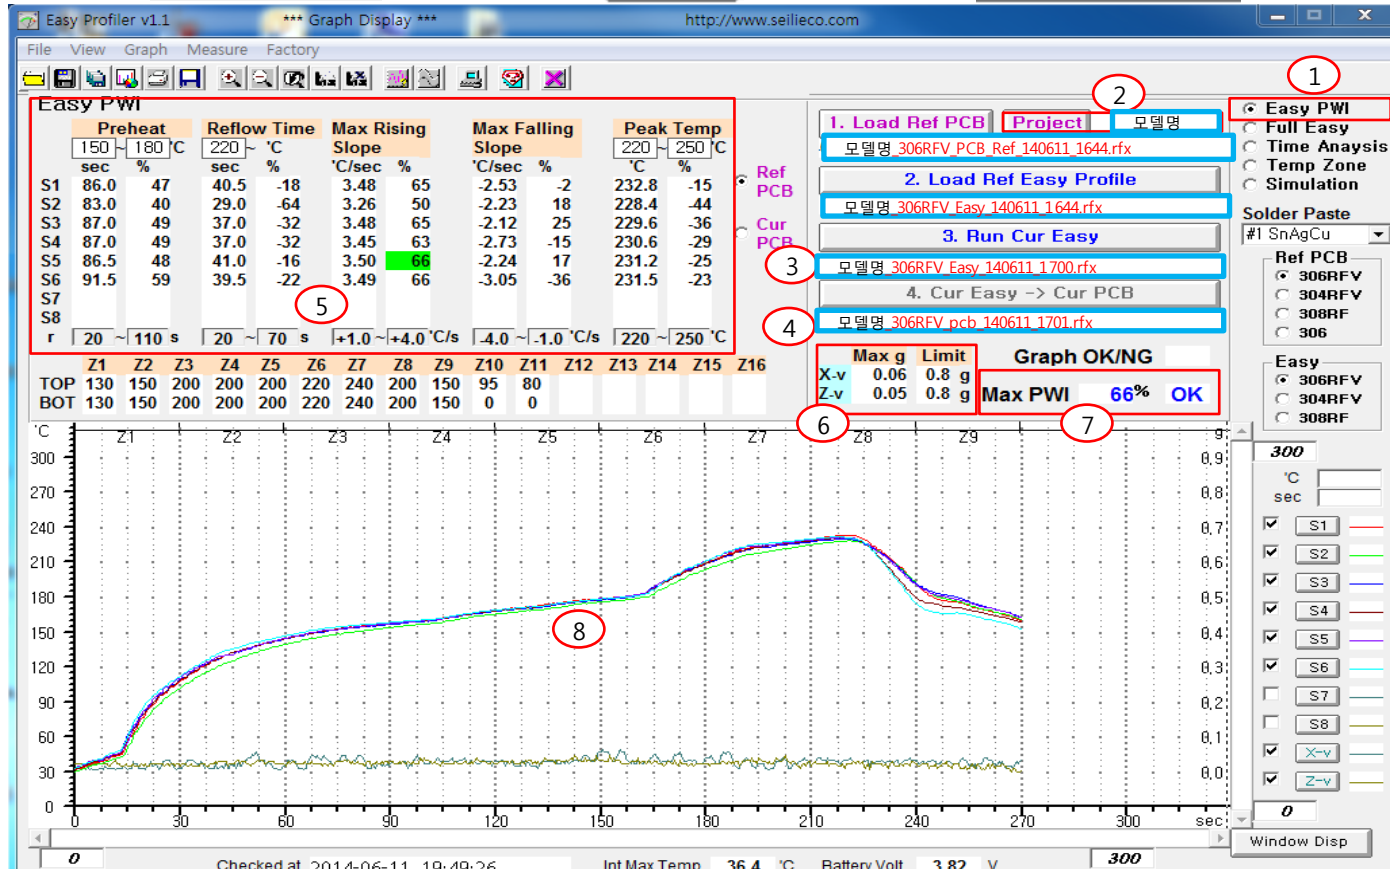 Easy Profiler v1.1 *** Graph Display *** http://www.seilieco.com
File View Graph Measure Factory
Easy PWI
Preheat Reflow Time Max Rising Slope Max Falling Slope Peak Temp
150 ~ 180 'C 220 ~ 'C 220 ~ 250 'C
sec % sec % 'C/sec % 'C/sec % 'C %
S1 86.0 47 40.5 -18 3.48 65 -2.53 -2 232.8 -15
S2 83.0 40 29.0 -64 3.26 50 -2.23 18 228.4 -44
S3 87.0 49 37.0 -32 3.48 65 -2.12 25 229.6 -36
S4 87.0 49 37.0 -32 3.45 63 -2.73 -15 230.6 -29
S5 86.5 48 41.0 -16 3.50 66 -2.24 17 231.2 -25
S6 91.5 59 39.5 -22 3.49 66 -3.05 -36 231.5 -23
S7
S8
r 20 ~ 110 s 20 ~ 70 s +1.0 ~ +4.0 'C/s -4.0 ~ -1.0 'C/s 220 ~ 250 'C
5
Ref PCB
Cur PCB
1. Load Ref PCB Project 모델명
2
모델명_306RFV_PCB_Ref_140611_1644.rfx
2. Load Ref Easy Profile
모델명_306RFV_Easy_140611_1644.rfx
3. Run Cur Easy
3
모델명_306RFV_Easy_140611_1700.rfx
4. Cur Easy -> Cur PCB
4
모델명_306RFV_pcb_140611_1701.rfx
1
Easy PWI
Full Easy
Time Anaysis
Temp Zone
Simulation
Solder Paste
#1 SnAgCu
Ref PCB
306RFV
304RFV
308RF
306
Easy
306RFV
304RFV
308RF
Z1 Z2 Z3 Z4 Z5 Z6 Z7 Z8 Z9 Z10 Z11 Z12 Z13 Z14 Z15 Z16
TOP 130 150 200 200 200 220 240 200 150 95 80
BOT 130 150 200 200 200 220 240 200 150 0 0
Max g Limit
X-v 0.06 0.8 g
Z-v 0.05 0.8 g
6
Graph OK/NG
Max PWI 66% OK
7
'C Z1 Z2 Z3 Z4 Z5 Z6 Z7 Z8 Z9 g
300 0,9
270 0,8
240 0,7
210 0,6
180 0,5
150 0,4
120 0,3
90 0,2
60 0,1
30 0,0
0
8
0 30 60 90 120 150 180 210 240 270 300 sec
300
'C
sec
S1
S2
S3
S4
S5
S6
S7
S8
X-v
Z-v
0
Window Disp
0 Checked at 2014-06-11 19:49:26 Int Max Temp 36.4 'C Battery Volt 3.82 V 300